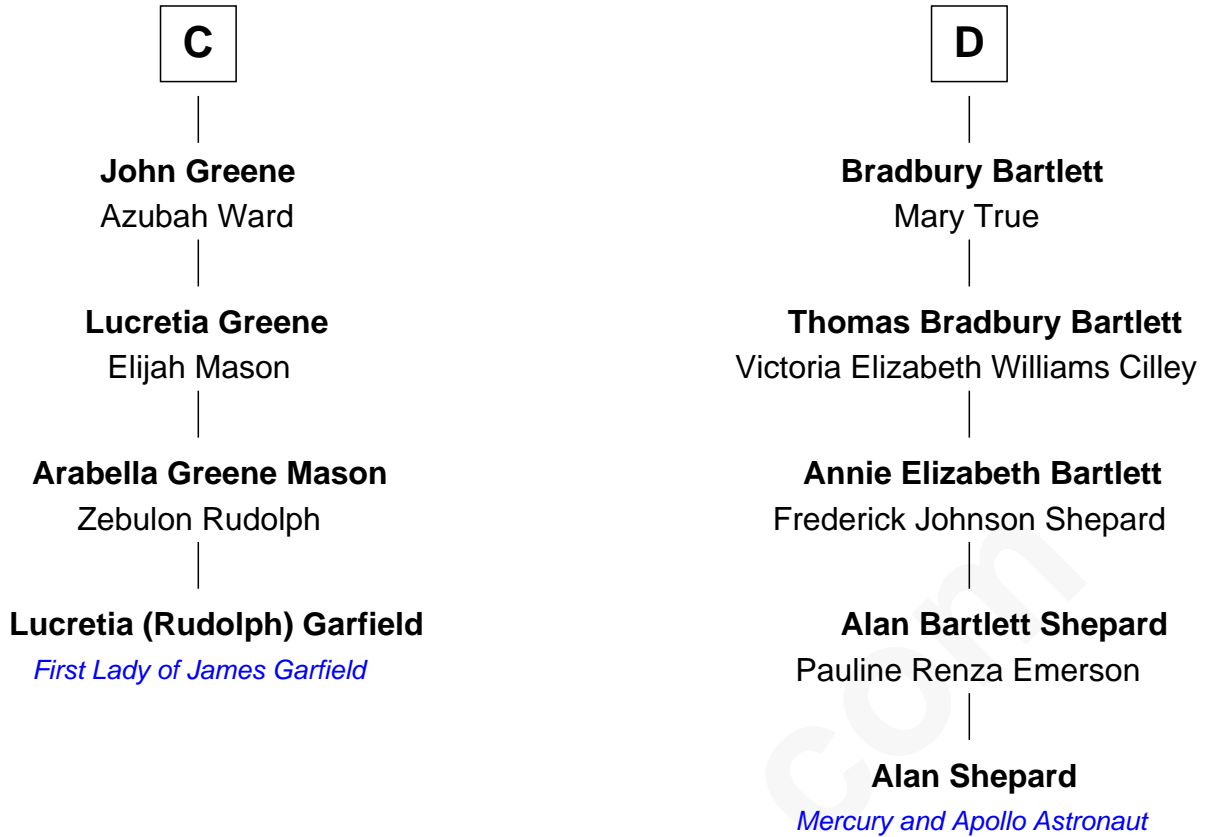 C
John Greene
Azubah Ward
Lucretia Greene
Elijah Mason
Arabella Greene Mason
Zebulon Rudolph
Lucretia (Rudolph) Garfield
First Lady of James Garfield
D
Bradbury Bartlett
Mary True
Thomas Bradbury Bartlett
Victoria Elizabeth Williams Cilley
Annie Elizabeth Bartlett
Frederick Johnson Shepard
Alan Bartlett Shepard
Pauline Renza Emerson
Alan Shepard
Mercury and Apollo Astronaut
com